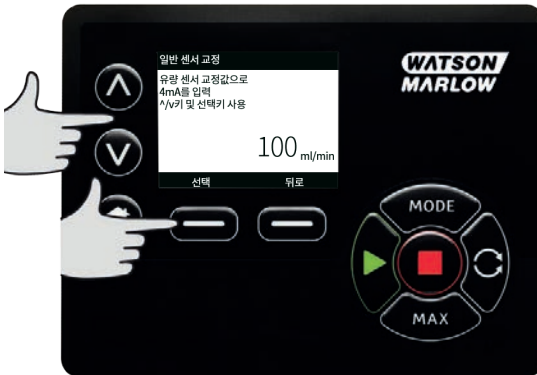 일반 센서 교정
유량 센서 교정값으로
4mA를 입력
^/v키 및 선택키 사용
100 ml/min
선택 뒤로
WATSON
MARLOW
MODE
MAX